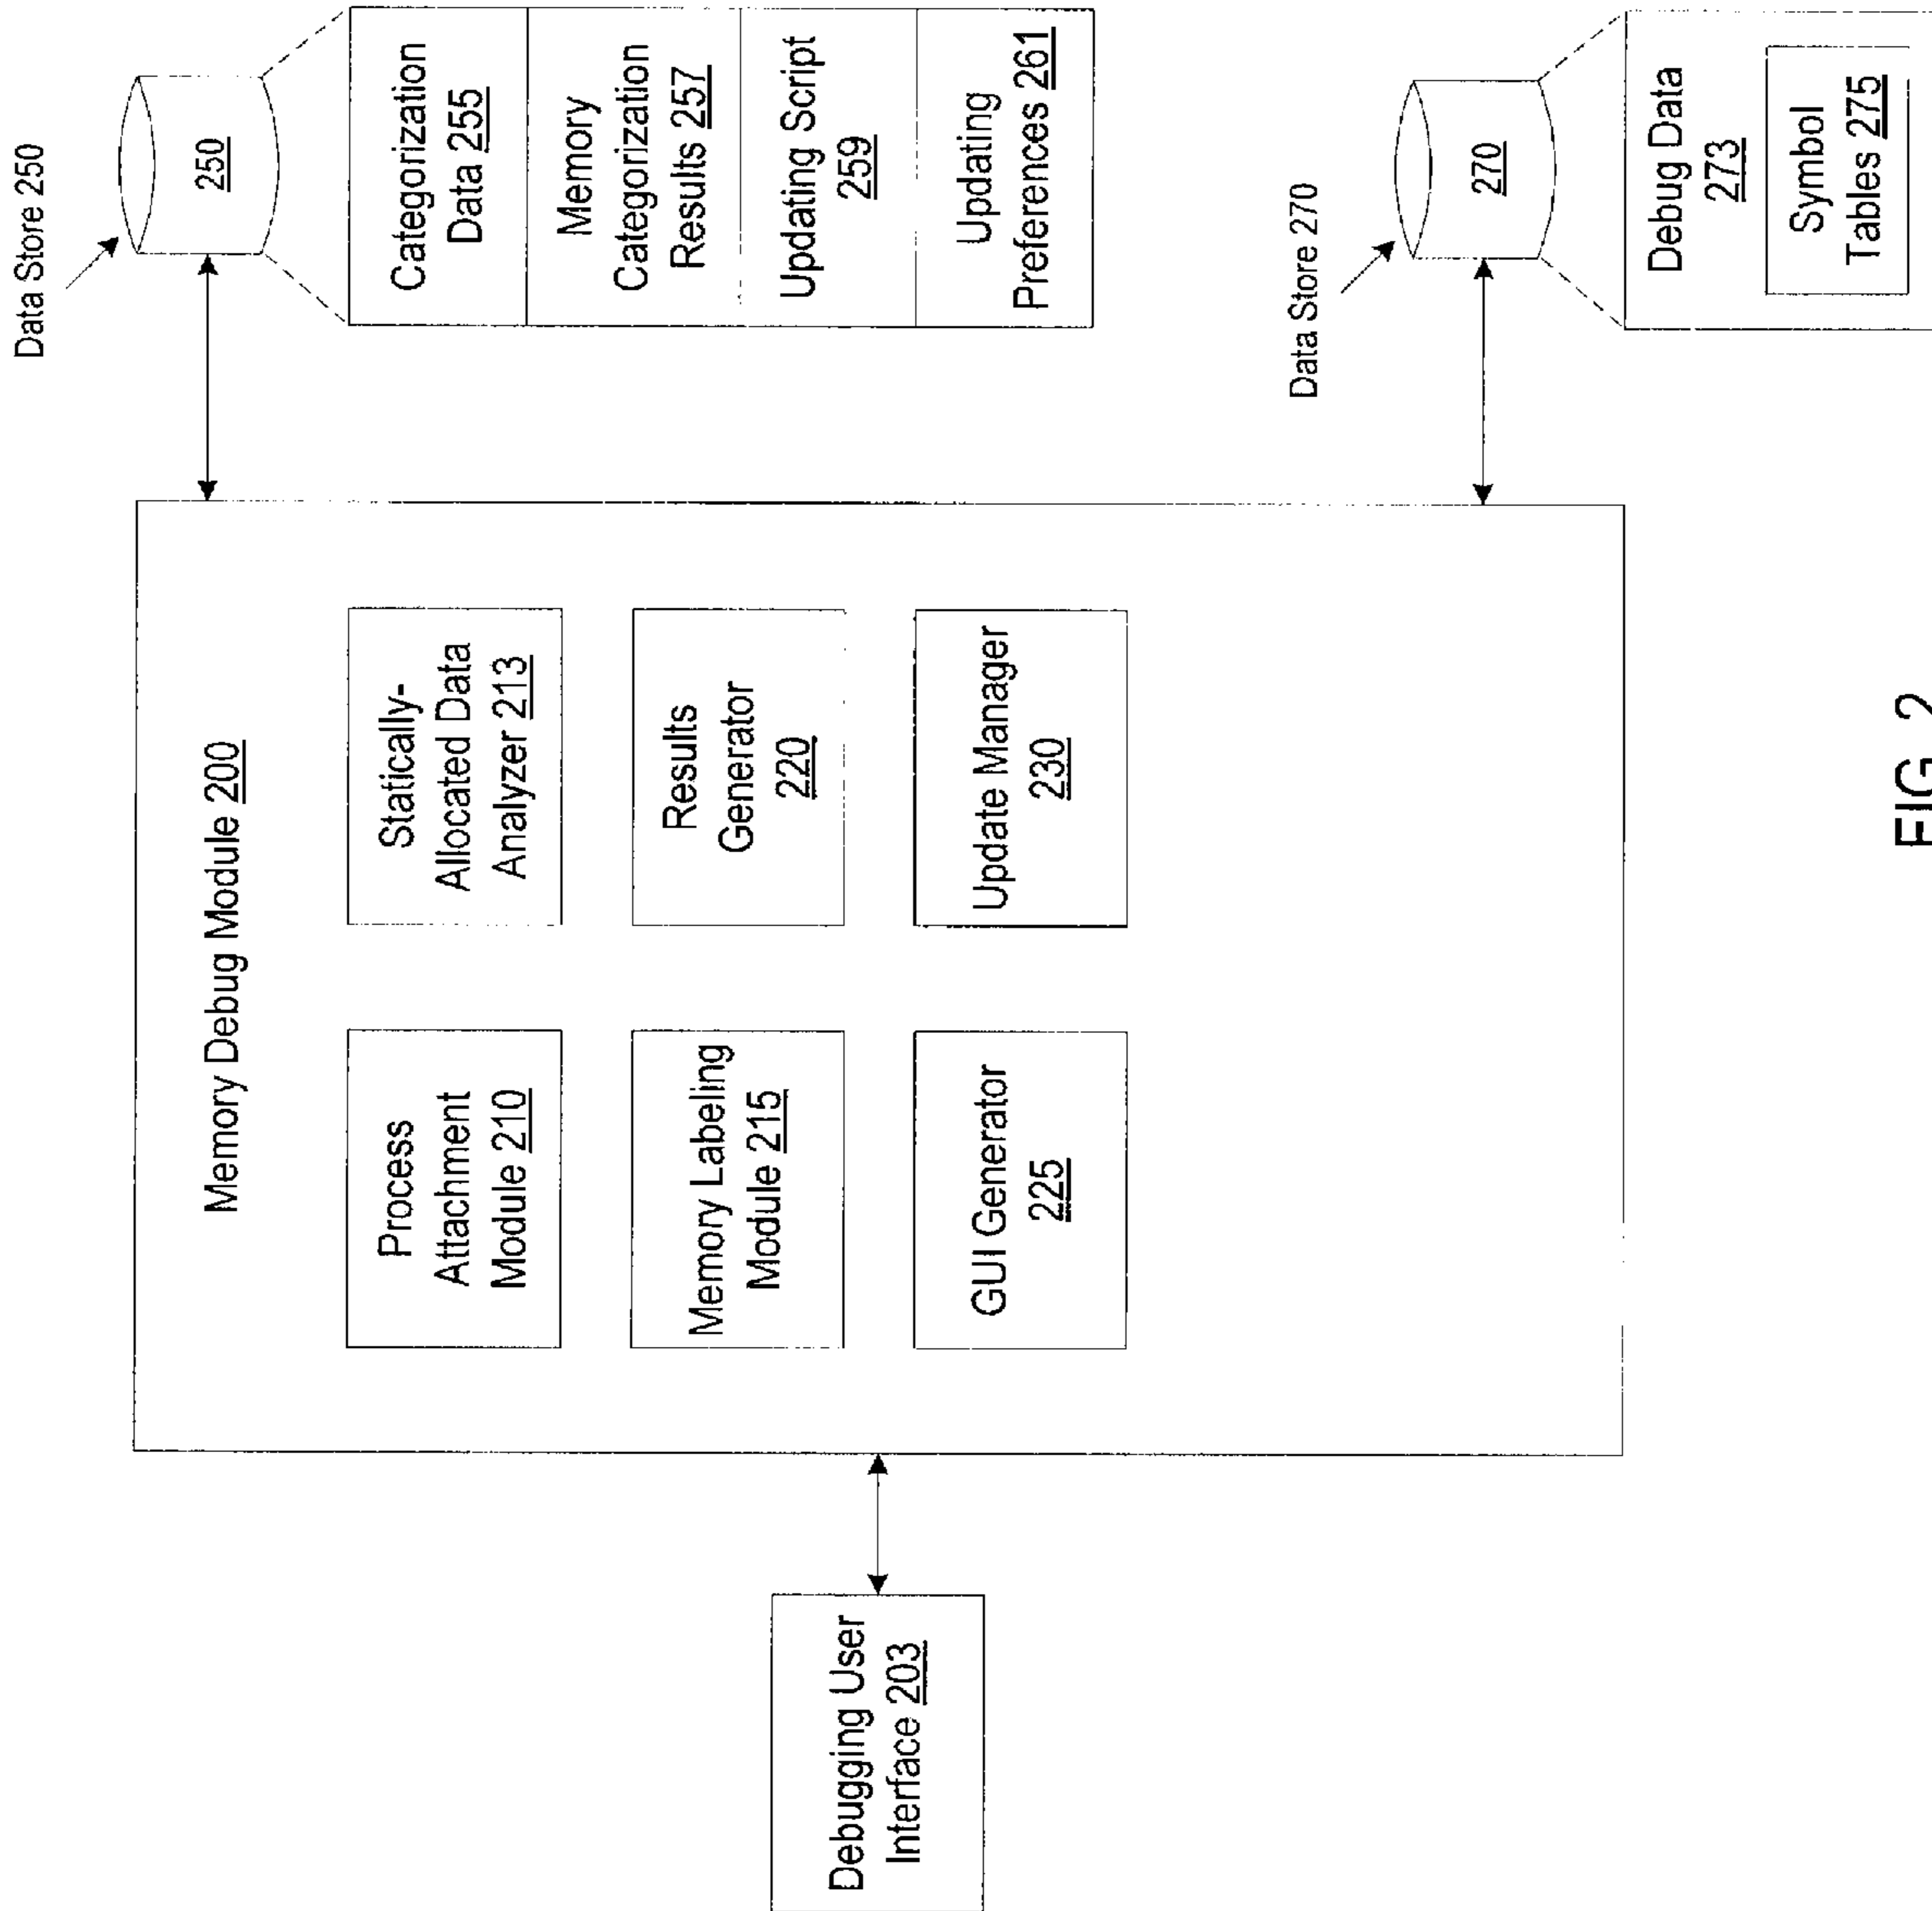 Data Store 250
250
Categorization
Data 255
Memory
Categorization
Results 257
Updating Script
259
Updating
Preferences 261
Memory Debug Module 200
Process
Attachment
Module 210
Statically-
Allocated Data
Analyzer 213
Memory Labeling
Module 215
Results
Generator
220
GUI Generator
225
Update Manager
230
Debugging User
Interface 203
Data Store 270
270
Debug Data
273
Symbol
Tables 275
FIG. 2